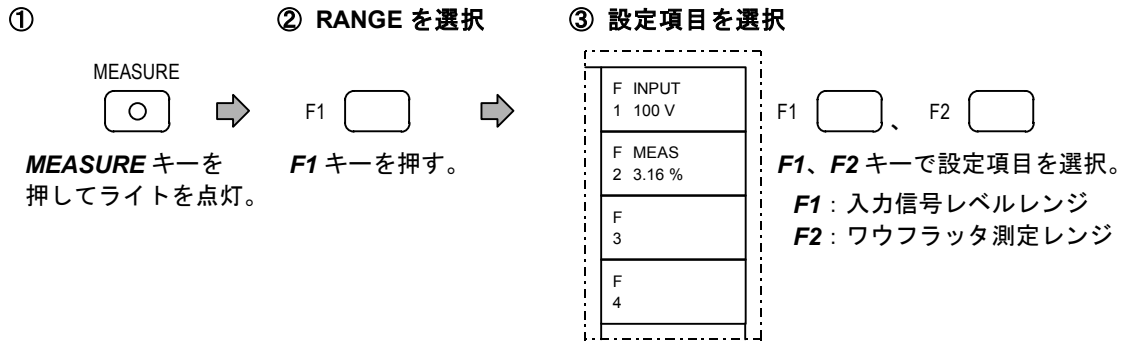 ①
② RANGE を選択
③ 設定項目を選択
MEASURE
MEASURE キーを
押してライトを点灯。
F1
F1 キーを押す。
F INPUT
1 100 V
F MEAS
2 3.16 %
F
3
F
4
F1 、 F2
F1、F2 キーで設定項目を選択。
F1：入力信号レベルレンジ
F2：ワウフラッタ測定レンジ